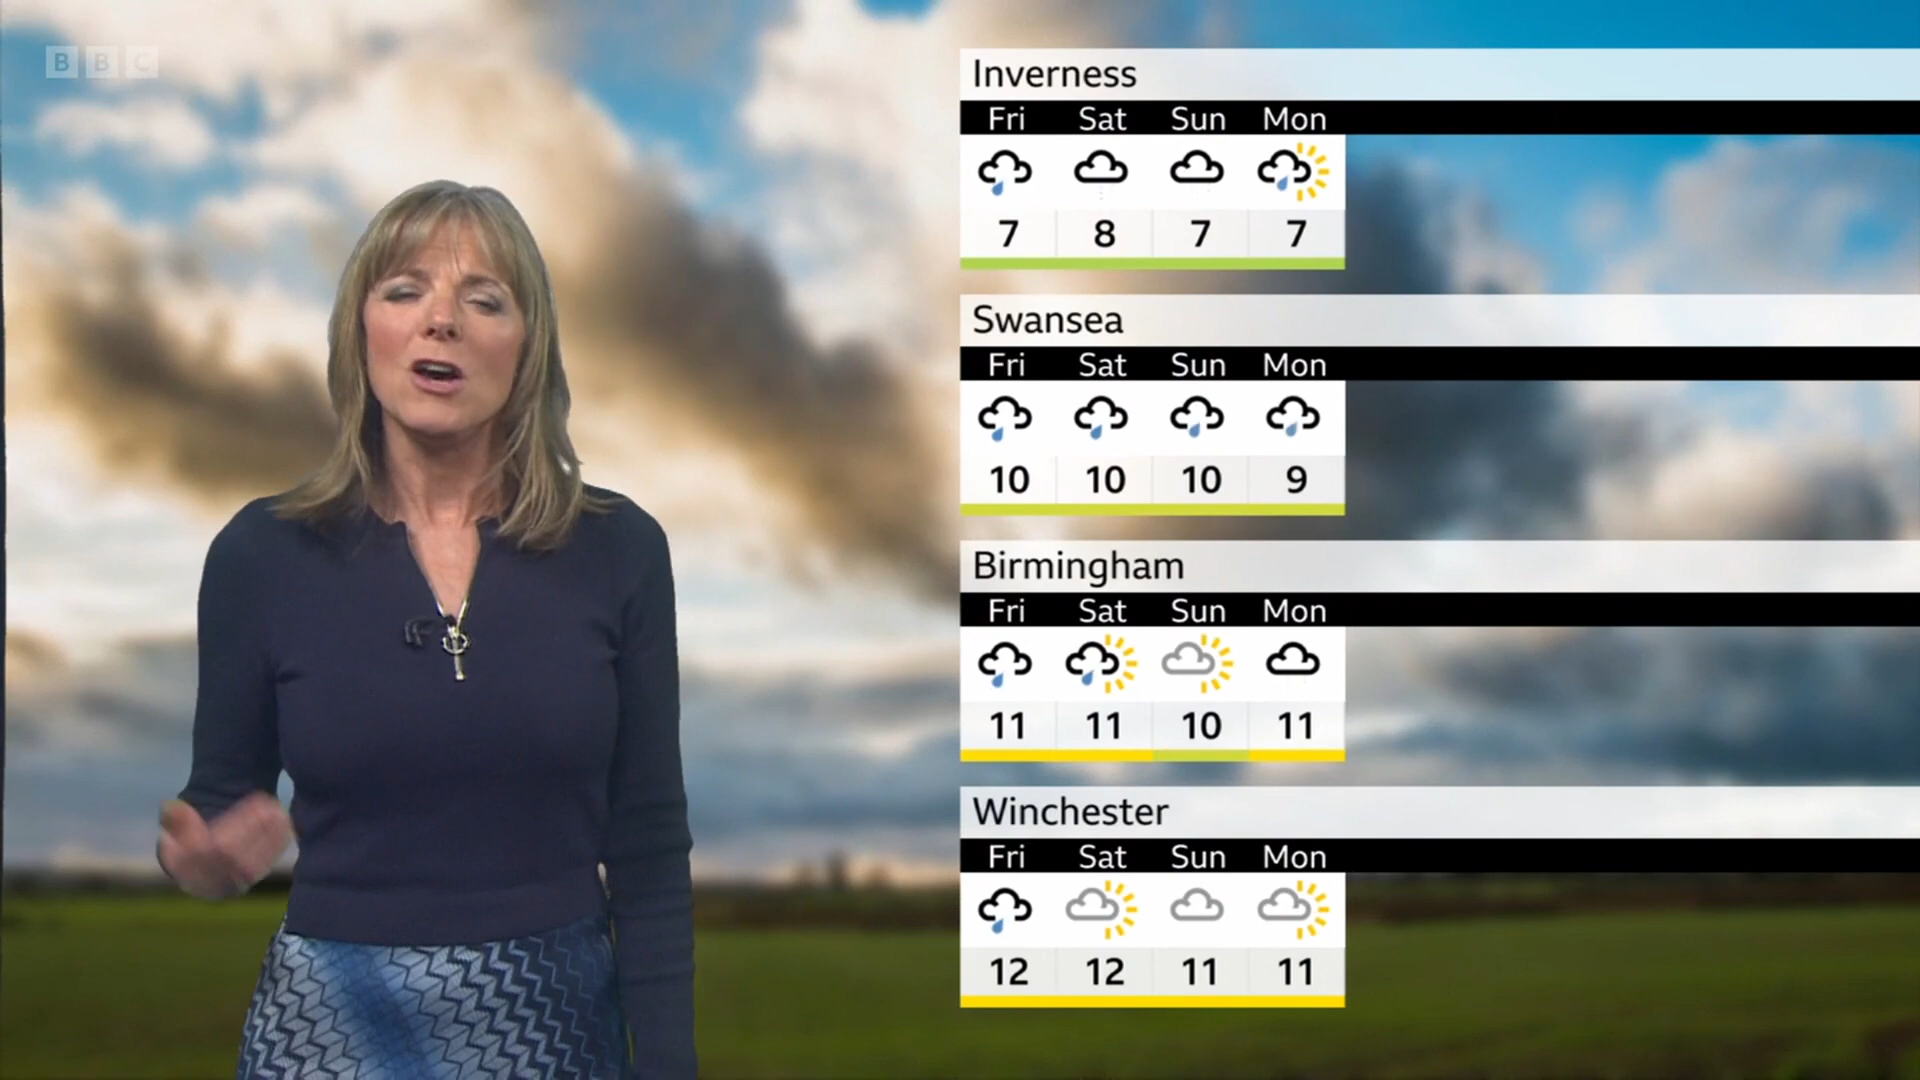 BBC
Inverness
Fri Sat Sun Mon
7 8 7 7
Swansea
Fri Sat Sun Mon
10 10 10 9
Birmingham
Fri Sat Sun Mon
11 11 10 11
Winchester
Fri Sat Sun Mon
12 12 11 11